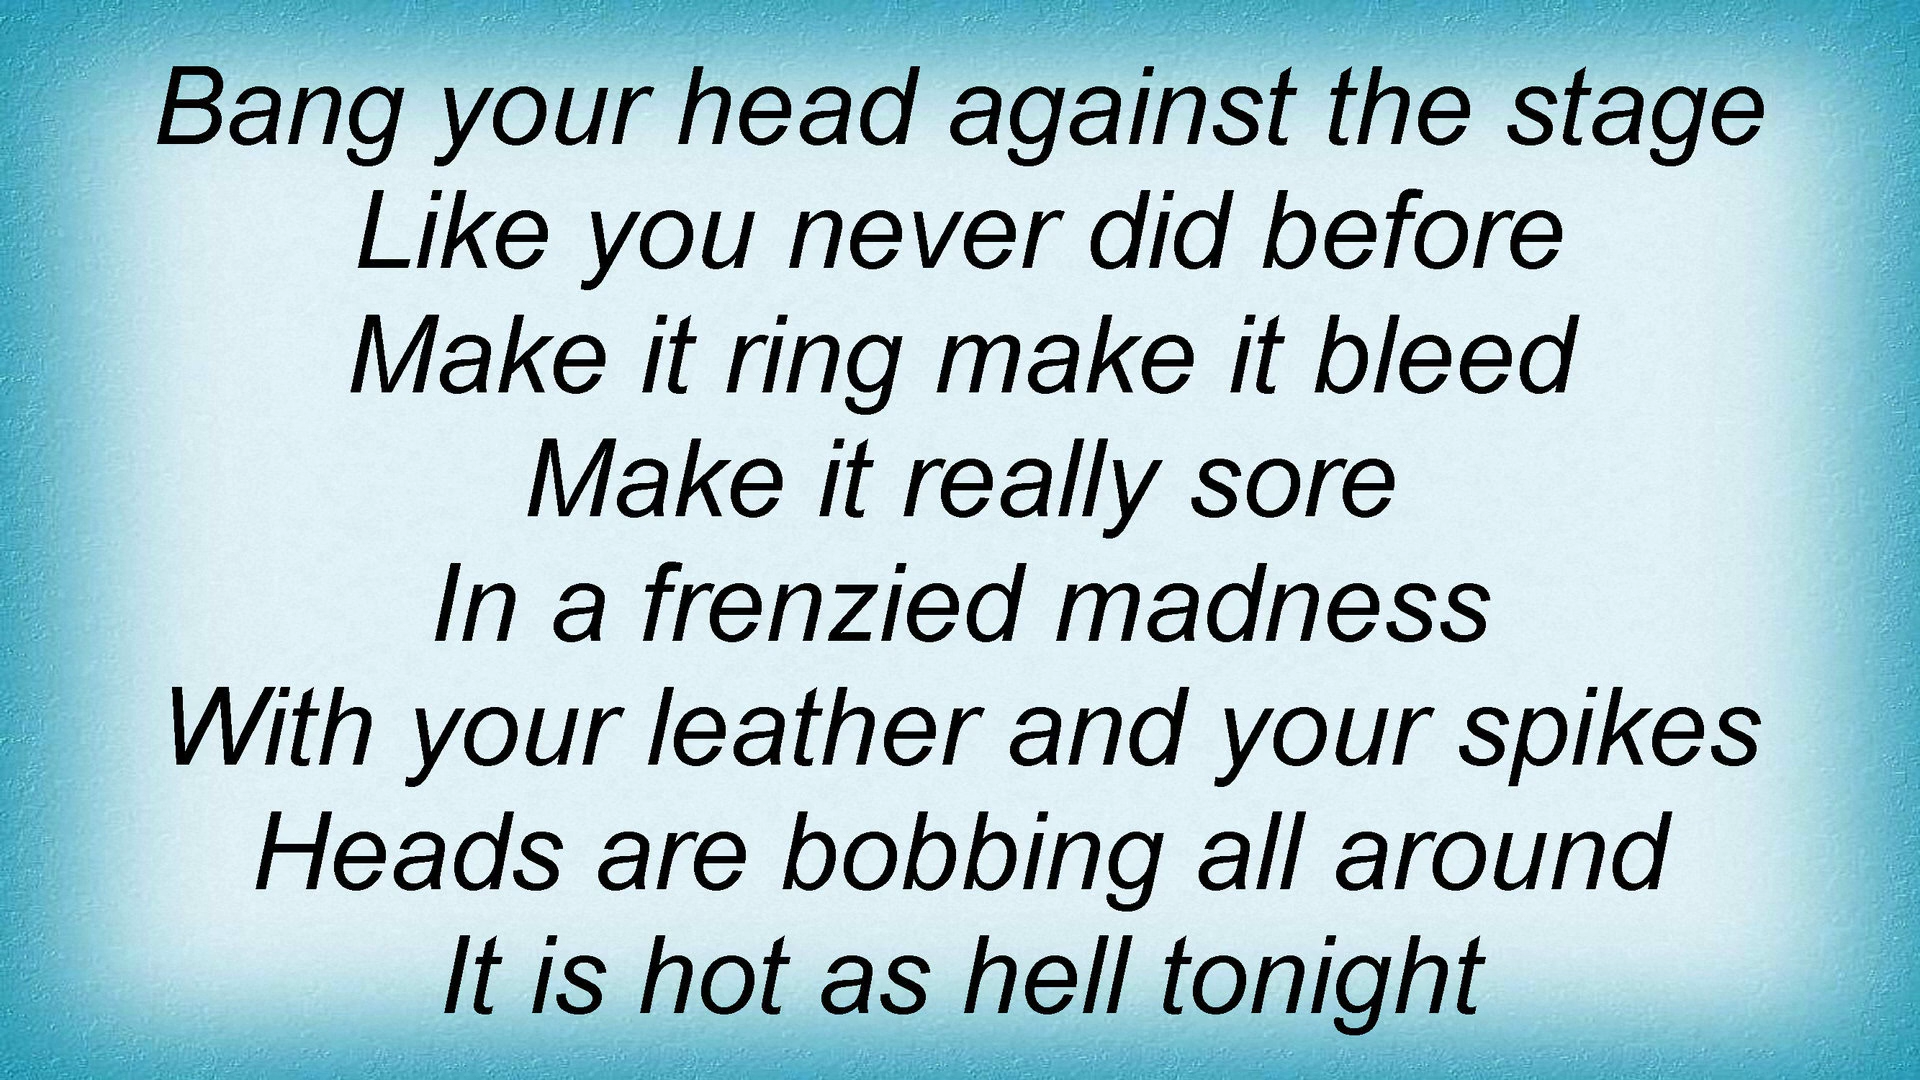 Bang your head against the stage
Like you never did before
Make it ring make it bleed
Make it really sore
In a frenzied madness
With your leather and your spikes
Heads are bobbing all around
It is hot as hell tonight